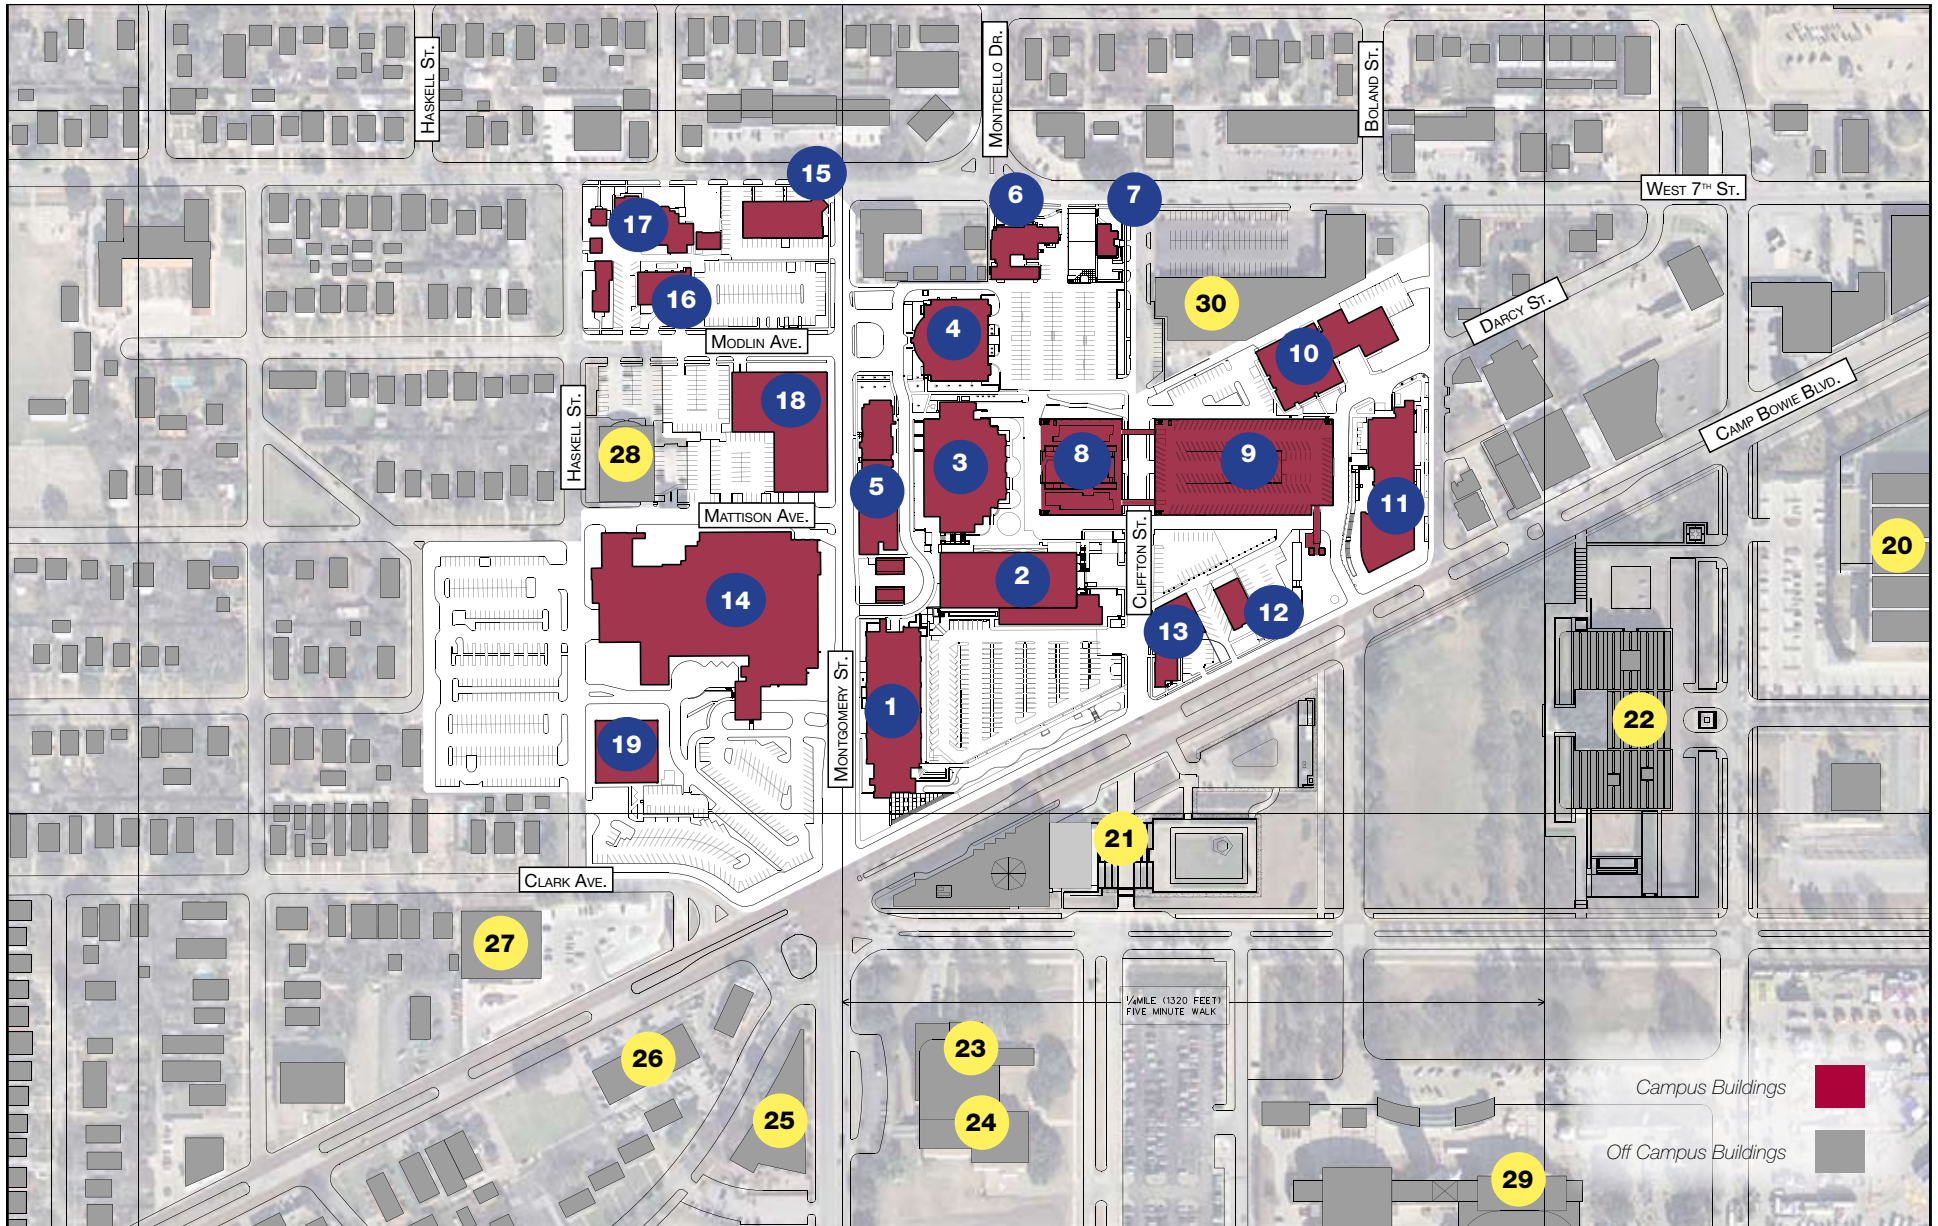 HASKELL ST.
MONTICELLO DR.
BOLAND ST.
15
6
7
WEST 7TH ST.
17
16
30
DARCY ST.
4
MODLIN AVE.
10
CAMP BOWIE BLVD.
18
HASKELL ST.
28
3
8
9
5
11
MATTISON AVE.
CLIFFTON ST.
20
2
14
12
13
MONTGOMERY ST.
1
22
19
21
CLARK AVE.
27
1/4MILE (1320 FEET)
FIVE MINUTE WALK
23
26
Campus Buildings
25
24
Off Campus Buildings
29